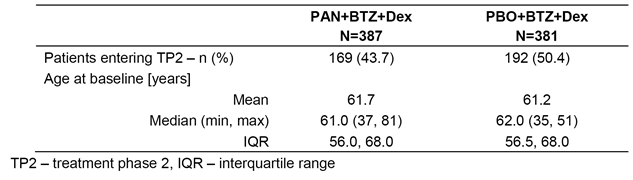 PAN+BTZ+Dex PBO+BTZ+Dex
N=387 N=381
Patients entering TP2 – n (%) 169 (43.7) 192 (50.4)
Age at baseline [years]
Mean 61.7 61.2
Median (min, max) 61.0 (37, 81) 62.0 (35, 51)
IQR 56.0, 68.0 56.5, 68.0
TP2 – treatment phase 2, IQR – interquartile range